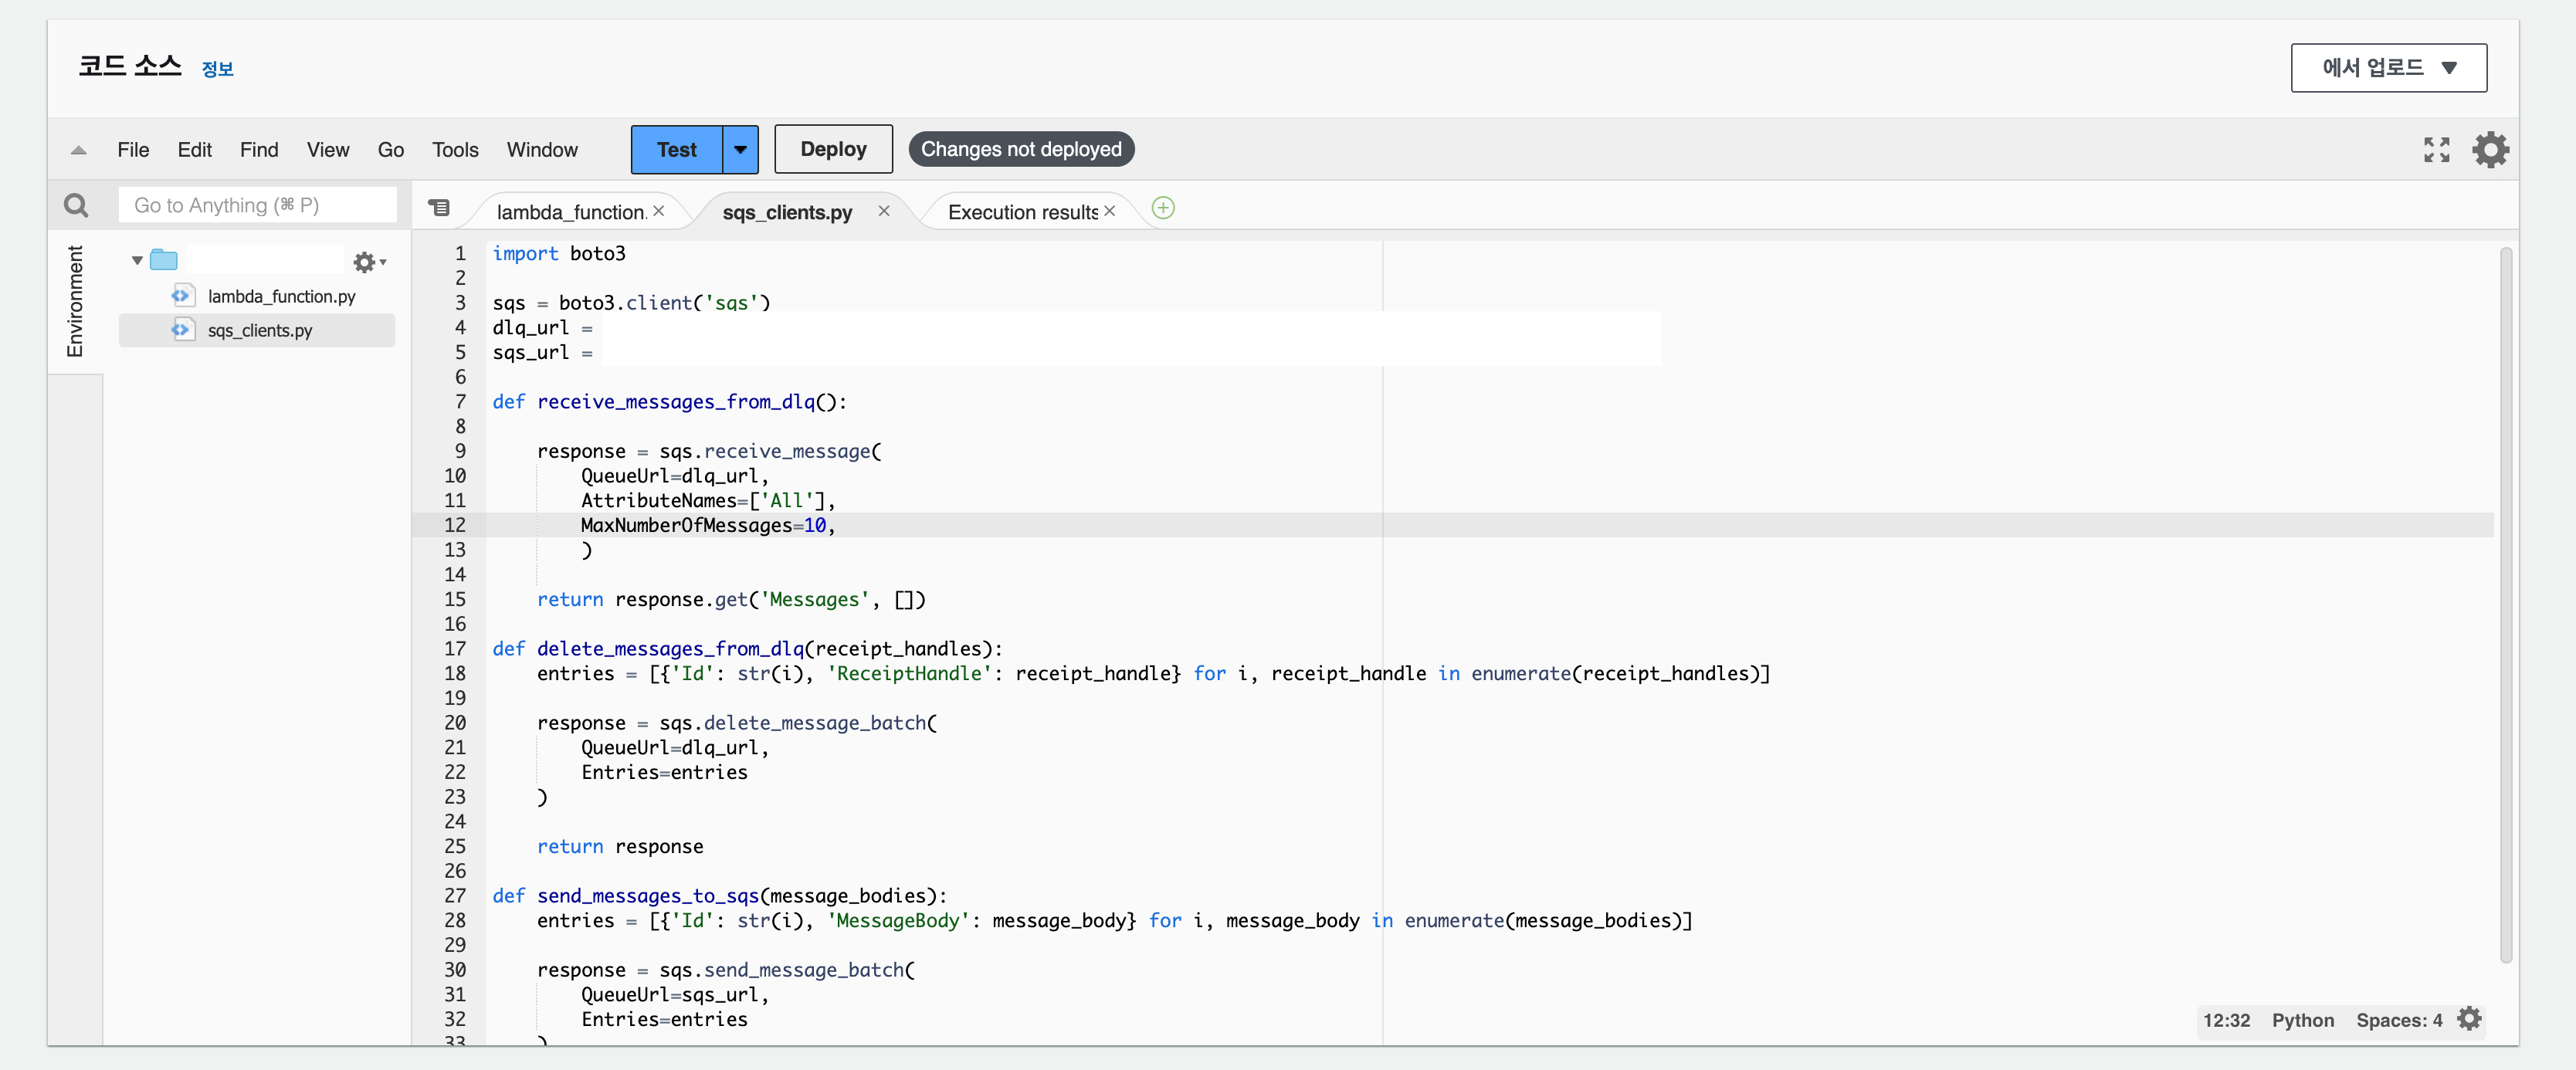 코드 소스 정보
에서 업로드 ▼
File Edit Find View Go Tools Window Test Deploy Changes not deployed
Go to Anything (⌘ P)
lambda_function. × sqs_clients.py × Execution results ×
Environment
lambda_function.py
sqs_clients.py
1 import boto3
2
3 sqs = boto3.client('sqs')
4 dlq_url =
5 sqs_url =
6
7 def receive_messages_from_dlq():
8
9     response = sqs.receive_message(
10         QueueUrl=dlq_url,
11         AttributeNames=['All'],
12         MaxNumberOfMessages=10,
13         )
14
15     return response.get('Messages', [])
16
17 def delete_messages_from_dlq(receipt_handles):
18     entries = [{'Id': str(i), 'ReceiptHandle': receipt_handle} for i, receipt_handle in enumerate(receipt_handles)]
19
20     response = sqs.delete_message_batch(
21         QueueUrl=dlq_url,
22         Entries=entries
23     )
24
25     return response
26
27 def send_messages_to_sqs(message_bodies):
28     entries = [{'Id': str(i), 'MessageBody': message_body} for i, message_body in enumerate(message_bodies)]
29
30     response = sqs.send_message_batch(
31         QueueUrl=sqs_url,
32         Entries=entries
33     )
12:32 Python Spaces: 4